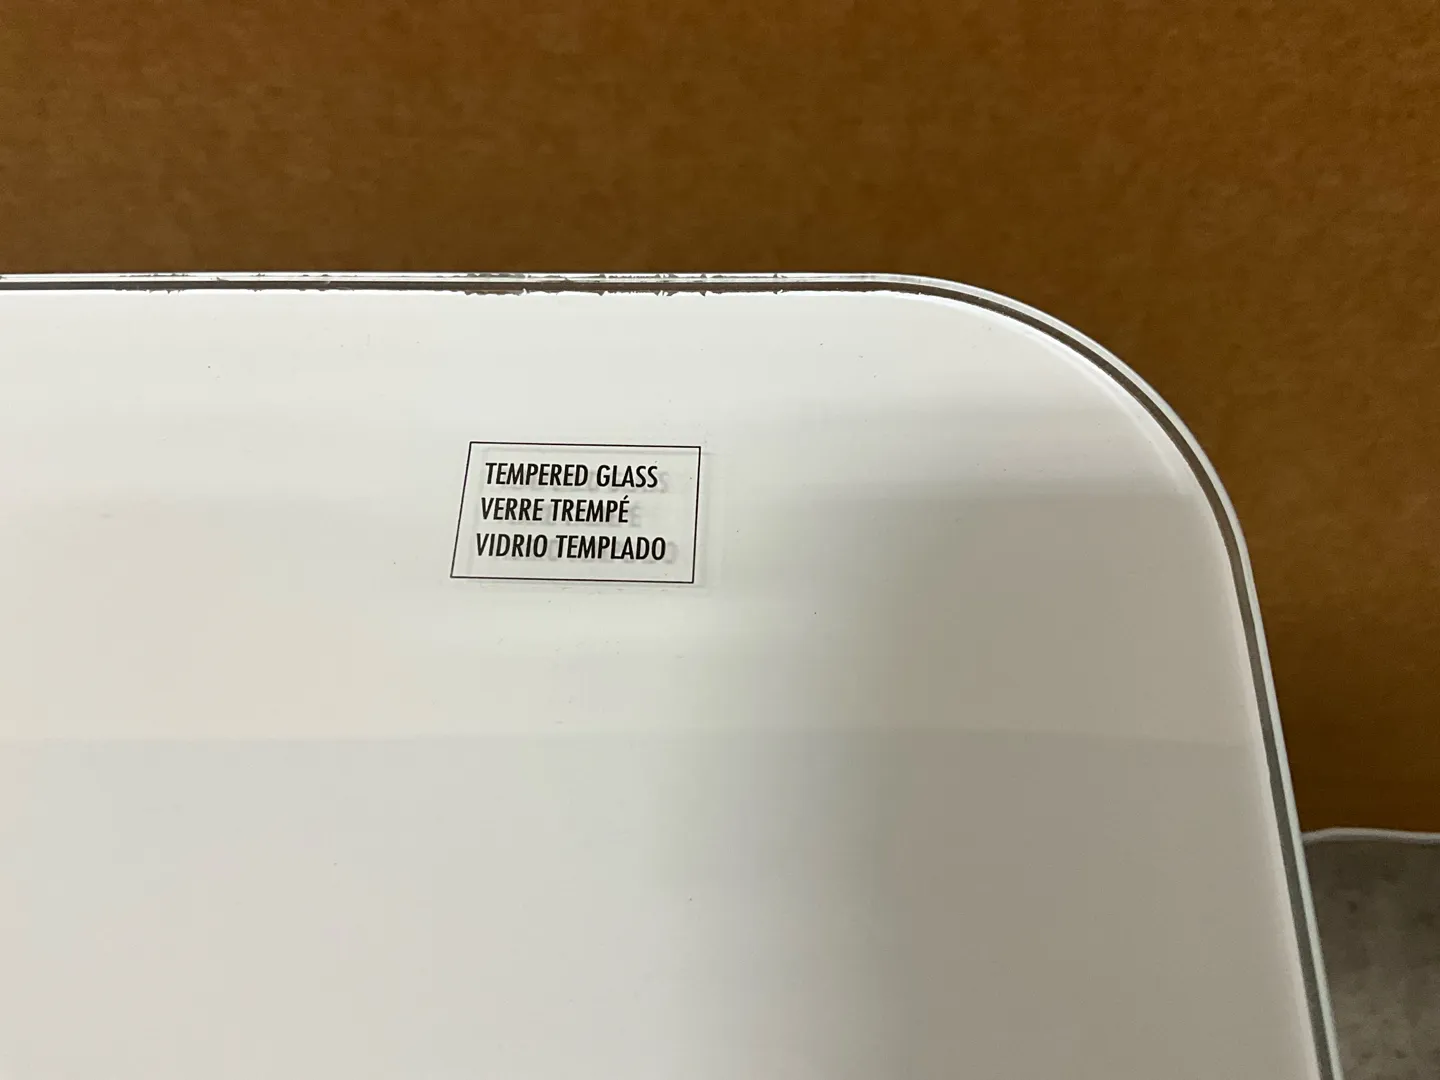 TEMPERED GLASS
VERRE TREMPÉ
VIDRIO TEMPLADO